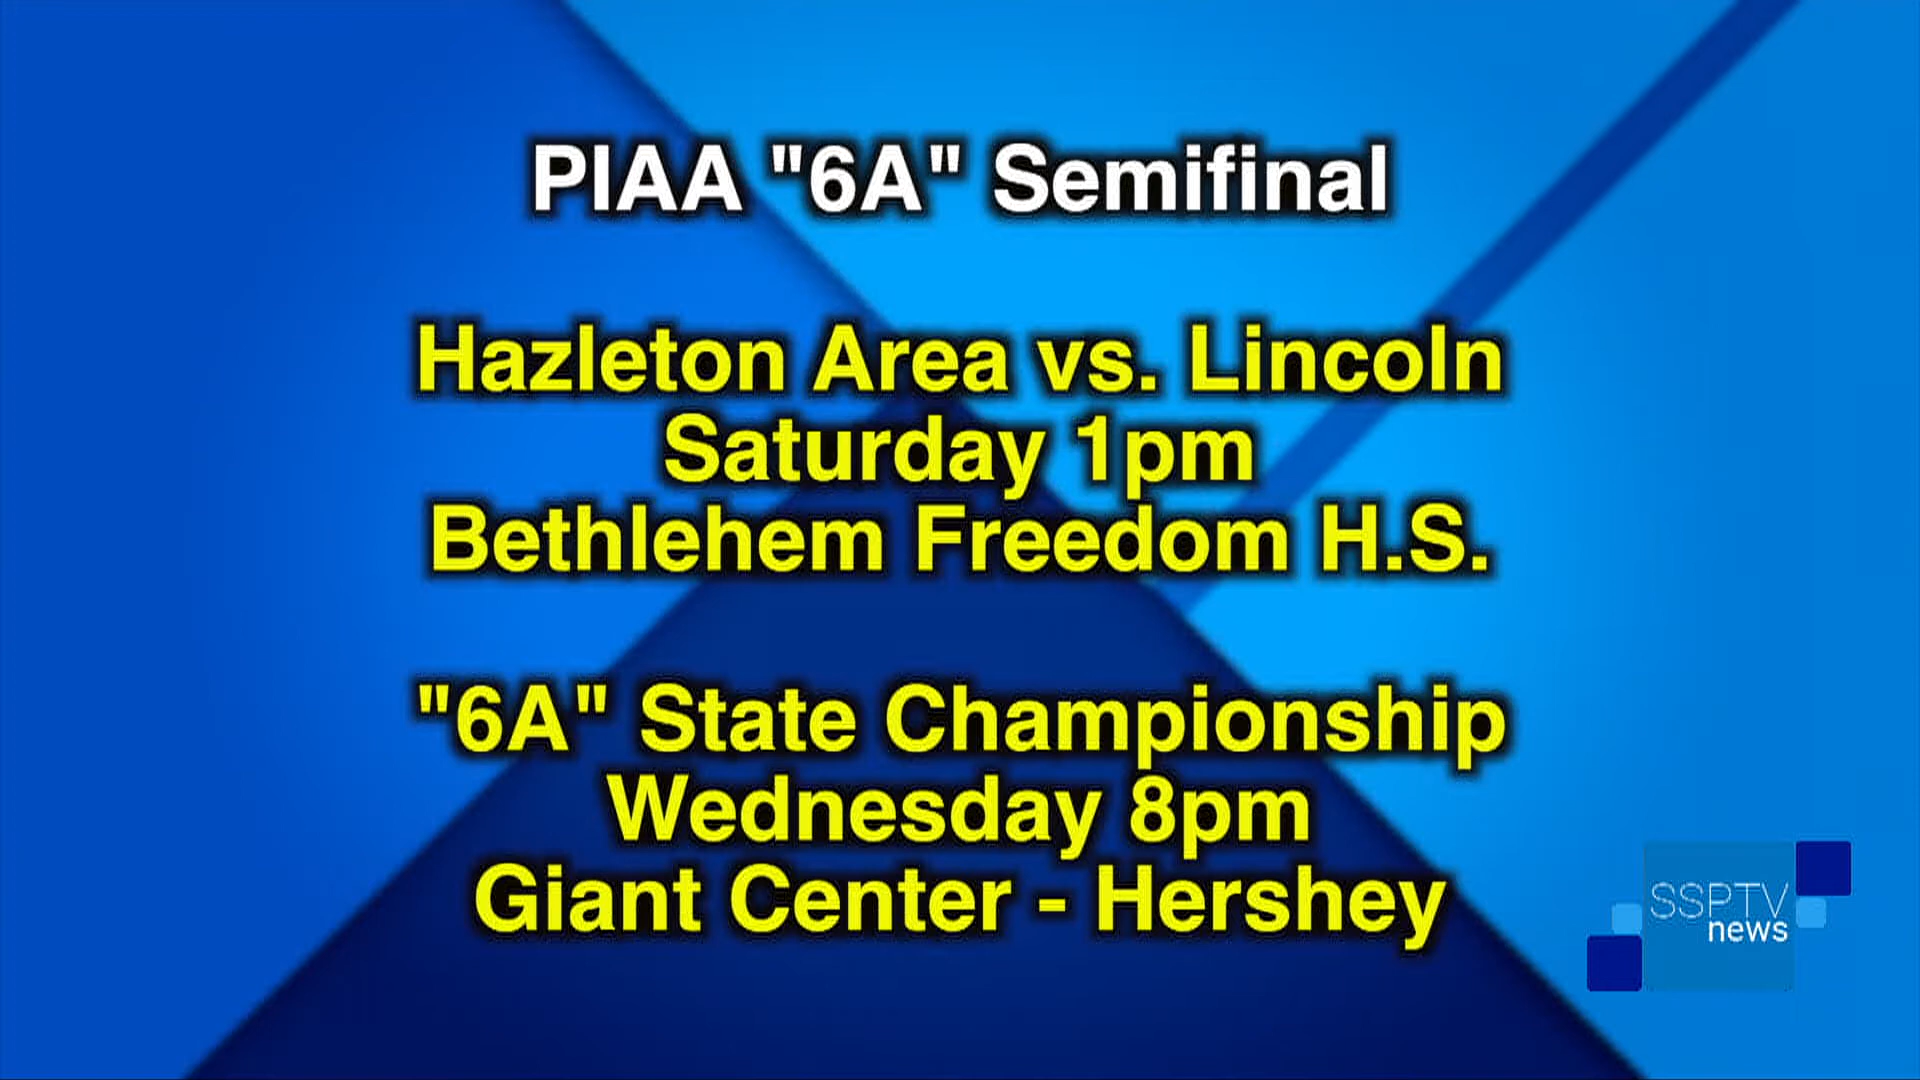 PIAA "6A" Semifinal
Hazleton Area vs. Lincoln
Saturday 1pm
Bethlehem Freedom H.S.
"6A" State Championship
Wednesday 8pm
Giant Center - Hershey
SSPTV
news